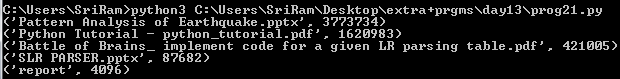 C:\Users\SriRam>python3 C:\Users\SriRam\Desktop\extra+prgms\day13\prog21.py
('Pattern Analysis of Earthquake.pptx', 3773734)
('Python Tutorial - python_tutorial.pdf', 1620983)
('Battle of Brains_ implement code for a given LR parsing table.pdf', 421005)
('SLR PARSER.pptx', 87682)
('report', 4096)